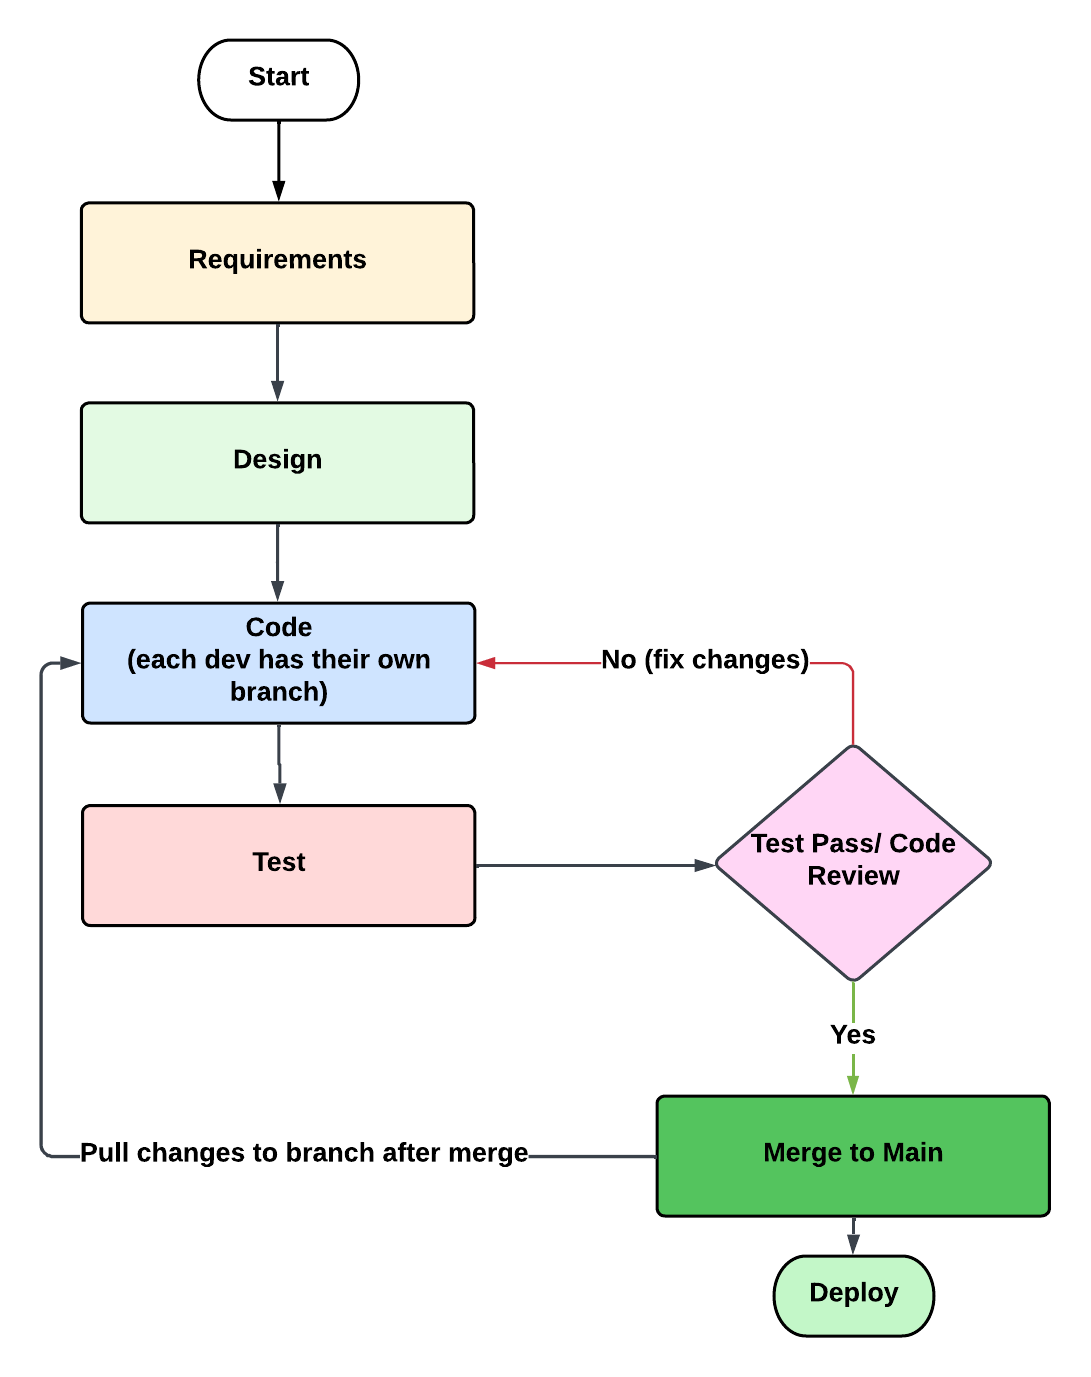 Start
Requirements
Design
Code
(each dev has their own
branch)
No (fix changes)
Test
Test Pass/ Code
Review
Yes
Pull changes to branch after merge
Merge to Main
Deploy